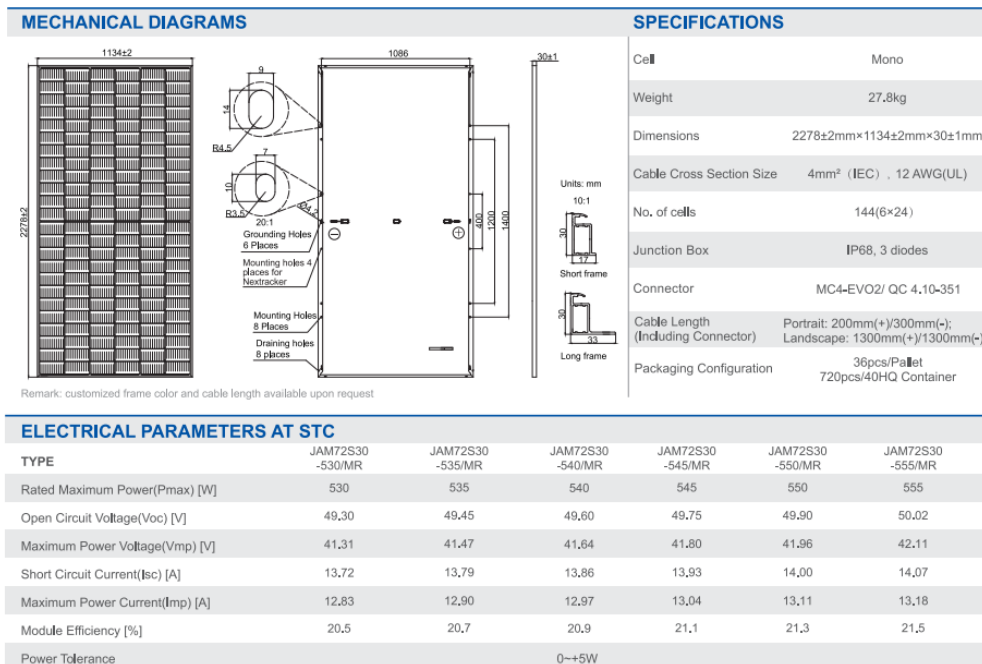 MECHANICAL DIAGRAMS
1134±2
2278±2
9
14
R4.5
7
10
R3.5
20:1
Ø4.2
Grounding Holes
6 Places
Mounting holes 4
places for
Nextracker
Mounting Holes
8 Places
Draining holes
8 places
1086
400
1200
1400
30±1
Units: mm
10:1
30
17
Short frame
30
33
Long frame
Remark: customized frame color and cable length available upon request
SPECIFICATIONS
Cell Mono
Weight 27.8kg
Dimensions 2278±2mm×1134±2mm×30±1mm
Cable Cross Section Size 4mm² (IEC) , 12 AWG(UL)
No. of cells 144(6×24)
Junction Box IP68, 3 diodes
Connector MC4-EVO2/ QC 4.10-351
Cable Length
(Including Connector)
Portrait: 200mm(+)/300mm(-);
Landscape: 1300mm(+)/1300mm(-)
Packaging Configuration
36pcs/Pallet
720pcs/40HQ Container
ELECTRICAL PARAMETERS AT STC
TYPE JAM72S30 -530/MR JAM72S30 -535/MR JAM72S30 -540/MR JAM72S30 -545/MR JAM72S30 -550/MR JAM72S30 -555/MR
Rated Maximum Power(Pmax) [W] 530 535 540 545 550 555
Open Circuit Voltage(Voc) [V] 49.30 49.45 49.60 49.75 49.90 50.02
Maximum Power Voltage(Vmp) [V] 41.31 41.47 41.64 41.80 41.96 42.11
Short Circuit Current(Isc) [A] 13.72 13.79 13.86 13.93 14.00 14.07
Maximum Power Current(Imp) [A] 12.83 12.90 12.97 13.04 13.11 13.18
Module Efficiency [%] 20.5 20.7 20.9 21.1 21.3 21.5
Power Tolerance 0~+5W